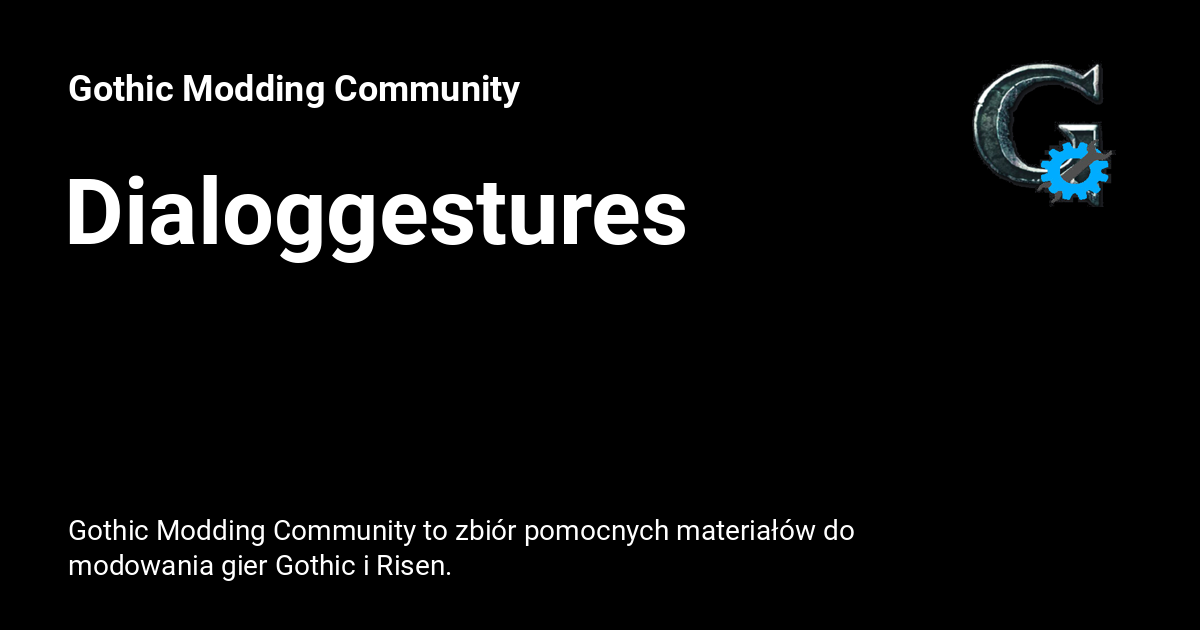 Gothic Modding Community
Dialoggestures
Gothic Modding Community to zbiór pomocnych materiałów do
modowania gier Gothic i Risen.